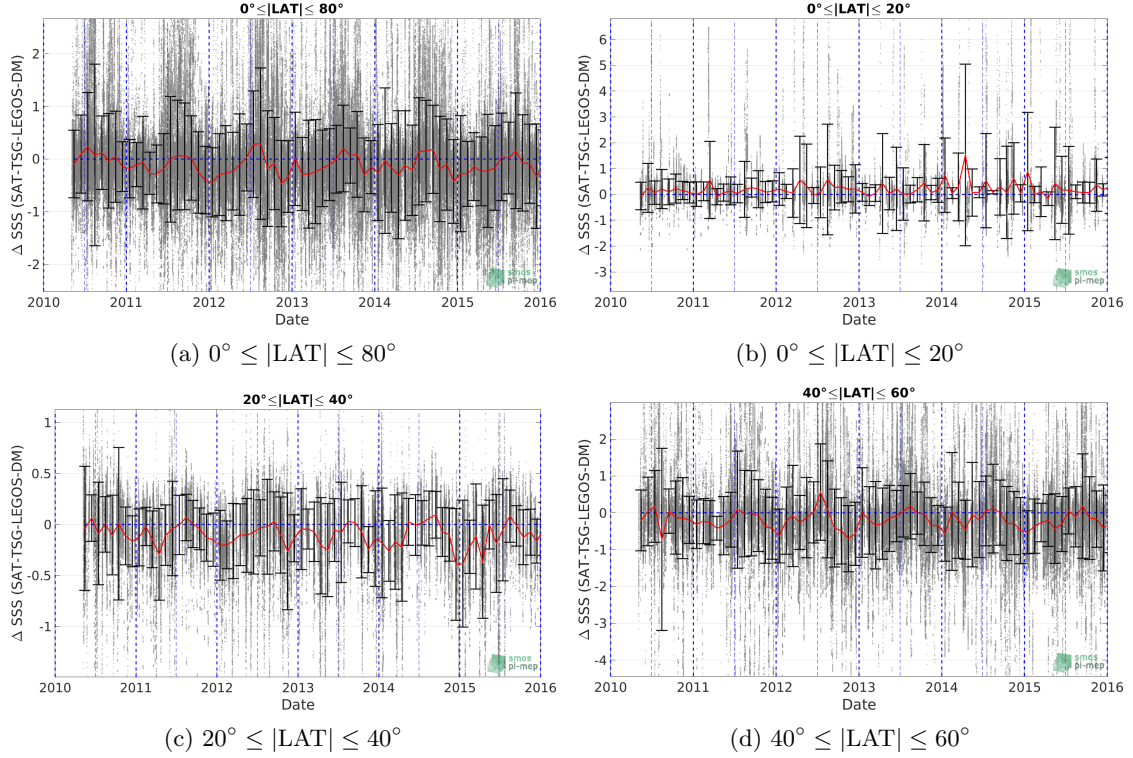 0°≤|LAT|≤ 80°
Δ SSS (SAT-TSG-LEGOS-DM)
2
1
0
-1
-2
2010 2011 2012 2013 2014 2015 2016
Date
smos
pi-mep
(a) 0° ≤ |LAT| ≤ 80°
0°≤|LAT|≤ 20°
Δ SSS (SAT-TSG-LEGOS-DM)
6
5
4
3
2
1
0
-1
-2
-3
2010 2011 2012 2013 2014 2015 2016
Date
smos
pi-mep
(b) 0° ≤ |LAT| ≤ 20°
20°≤|LAT|≤ 40°
Δ SSS (SAT-TSG-LEGOS-DM)
1
0.5
0
-0.5
-1
2010 2011 2012 2013 2014 2015 2016
Date
smos
pi-mep
(c) 20° ≤ |LAT| ≤ 40°
40°≤|LAT|≤ 60°
Δ SSS (SAT-TSG-LEGOS-DM)
2
1
0
-1
-2
-3
-4
2010 2011 2012 2013 2014 2015 2016
Date
smos
pi-mep
(d) 40° ≤ |LAT| ≤ 60°